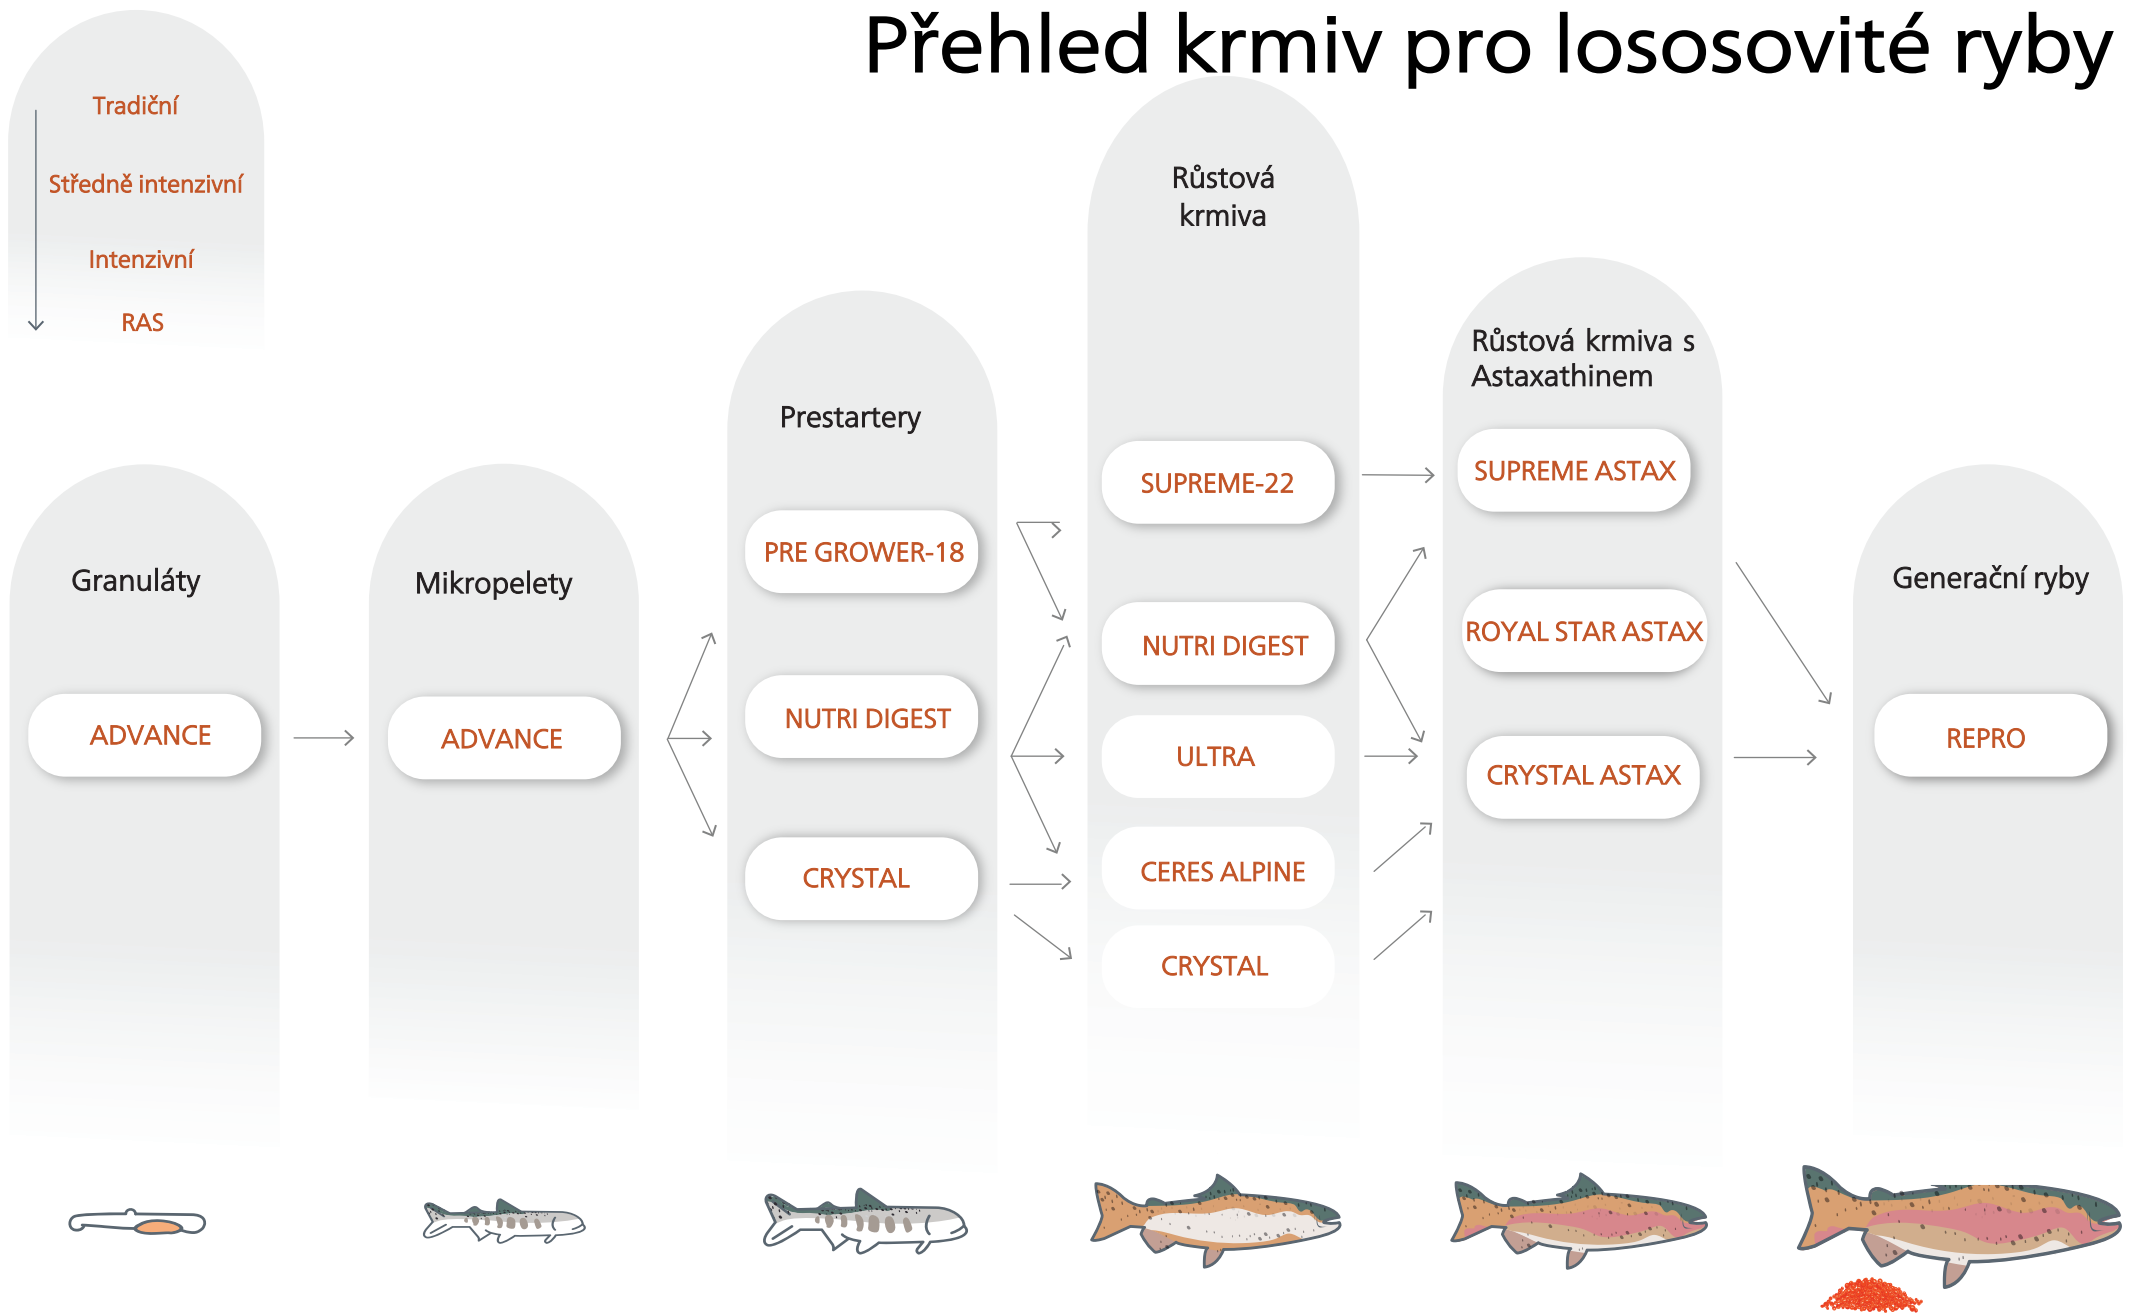 Přehled krmiv pro lososovité ryby
Tradiční
Středně intenzivní
Intenzivní
RAS
Granuláty
ADVANCE
Mikropelety
ADVANCE
Prestartery
PRE GROWER-18
NUTRI DIGEST
CRYSTAL
Růstová
krmiva
SUPREME-22
NUTRI DIGEST
ULTRA
CERES ALPINE
CRYSTAL
Růstová krmiva s
Astaxathinem
SUPREME ASTAX
ROYAL STAR ASTAX
CRYSTAL ASTAX
Generační ryby
REPRO